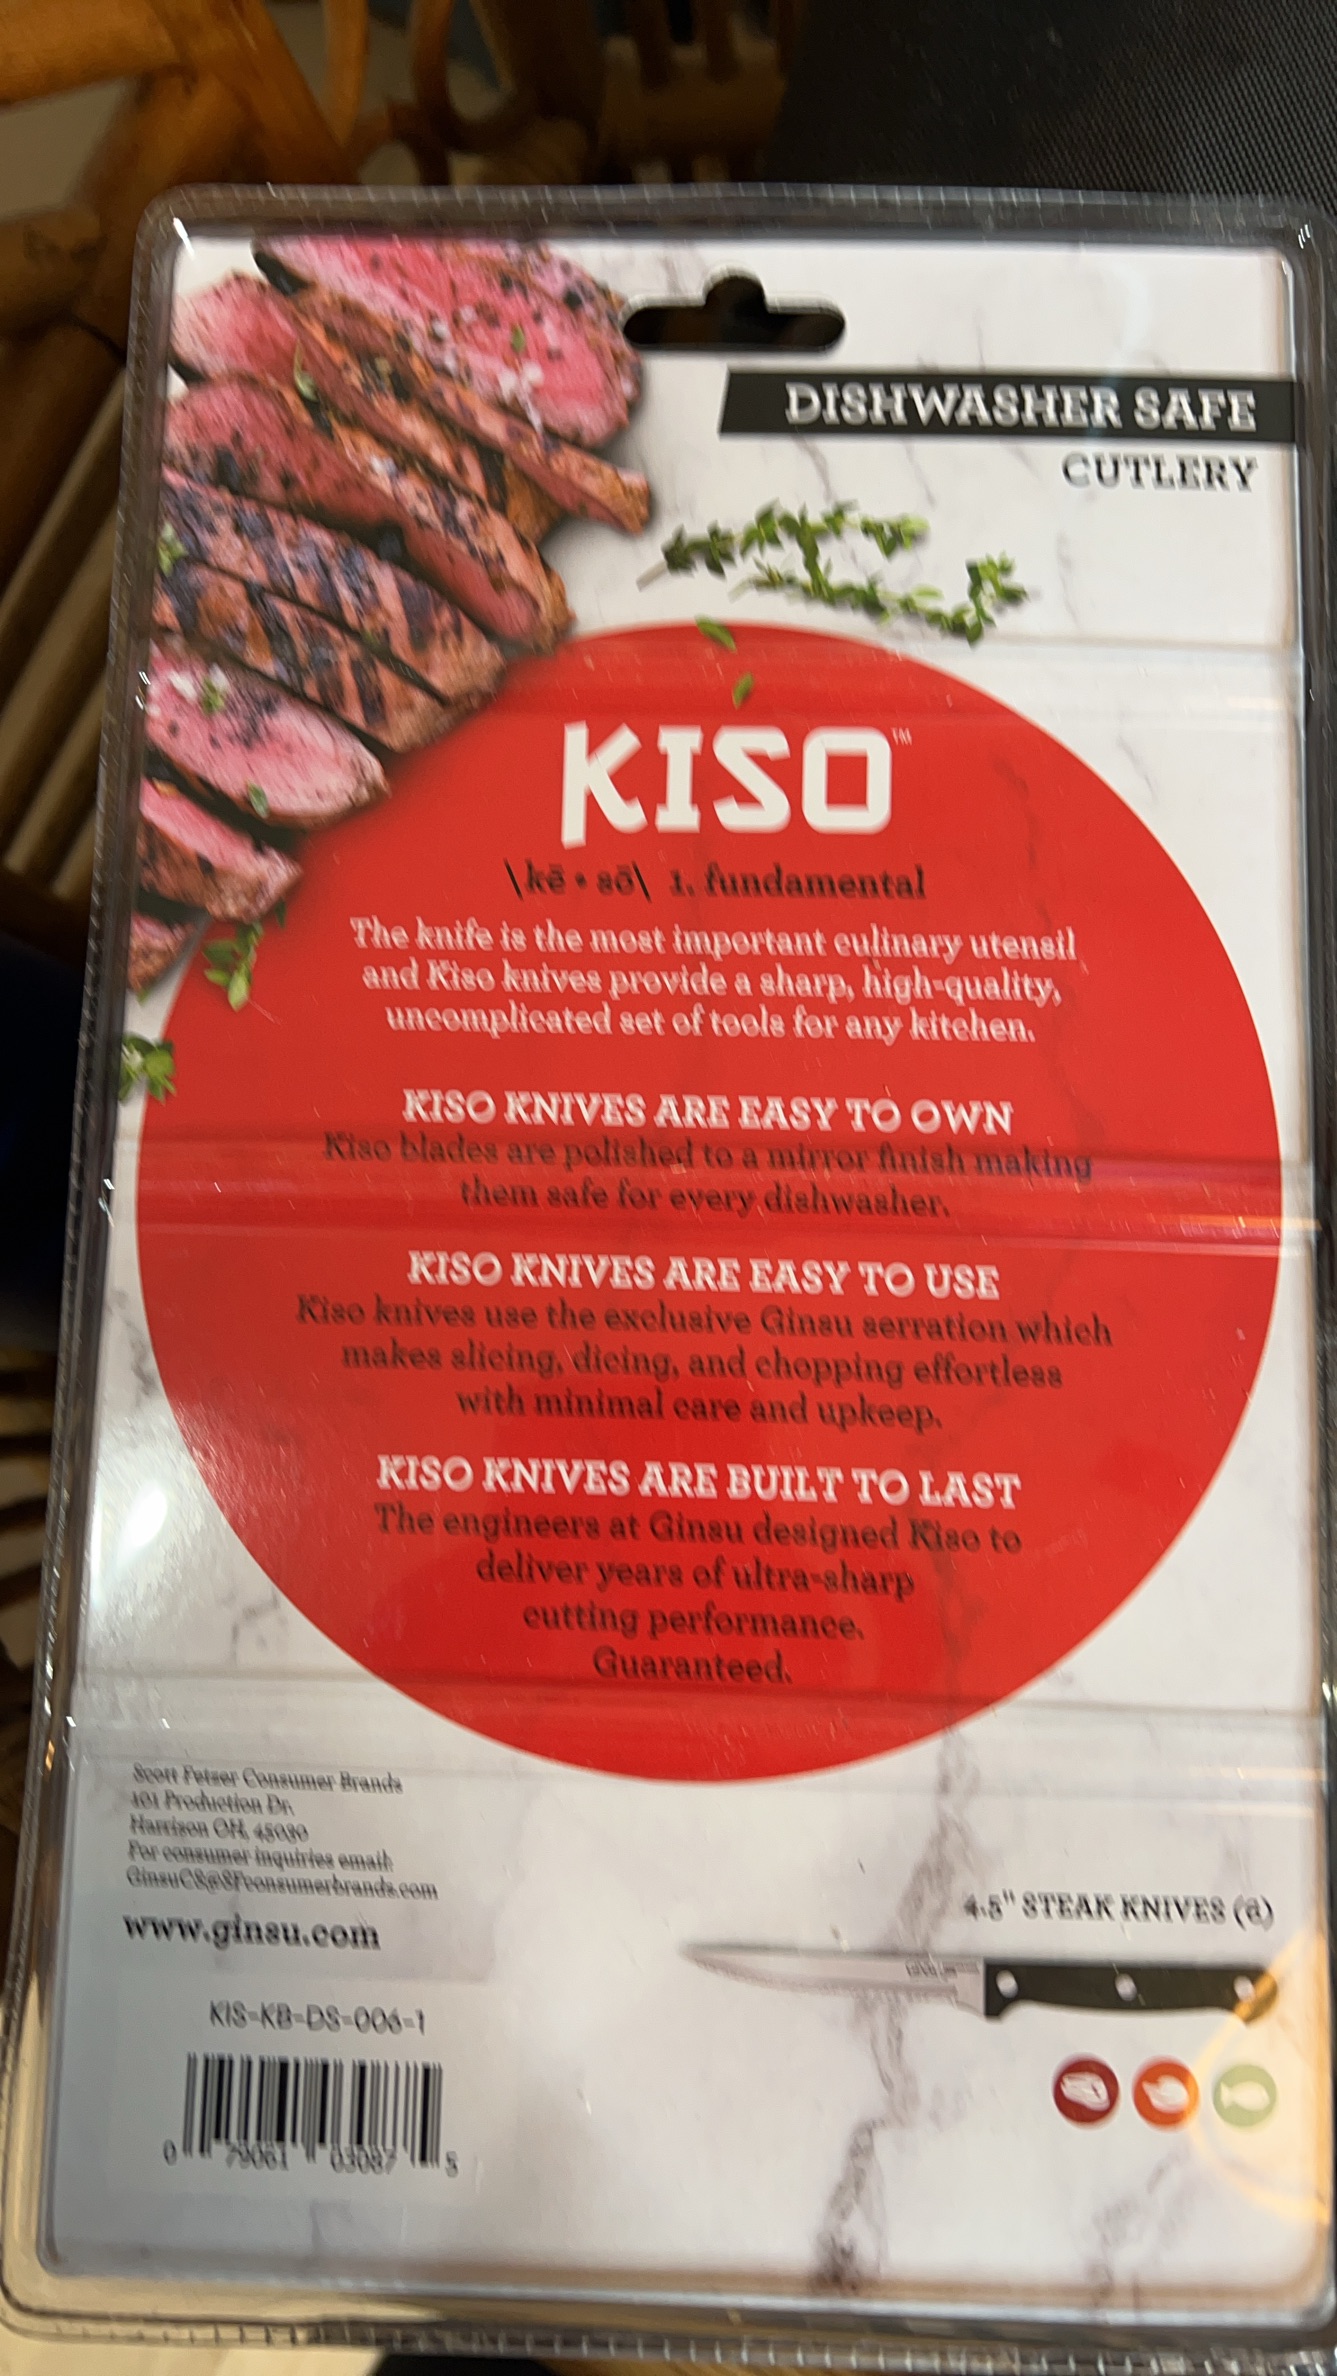 DISHWASHER SAFE
CUTLERY
KISO™
\kē • sō\ 1. fundamental
The knife is the most important culinary utensil
and Kiso knives provide a sharp, high-quality,
uncomplicated set of tools for any kitchen.
KISO KNIVES ARE EASY TO OWN
Kiso blades are polished to a mirror finish making
them safe for every dishwasher.
KISO KNIVES ARE EASY TO USE
Kiso knives use the exclusive Ginsu serration which
makes slicing, dicing, and chopping effortless
with minimal care and upkeep.
KISO KNIVES ARE BUILT TO LAST
The engineers at Ginsu designed Kiso to
deliver years of ultra-sharp
cutting performance.
Guaranteed.
Scott Fetzer Consumer Brands
101 Production Dr.
Harrison OH, 45030
For consumer inquiries email:
GinsuCS@SFconsumerbrands.com
www.ginsu.com
4.5" STEAK KNIVES
KIS-KB-DS-006-1
0 79061 03087 5